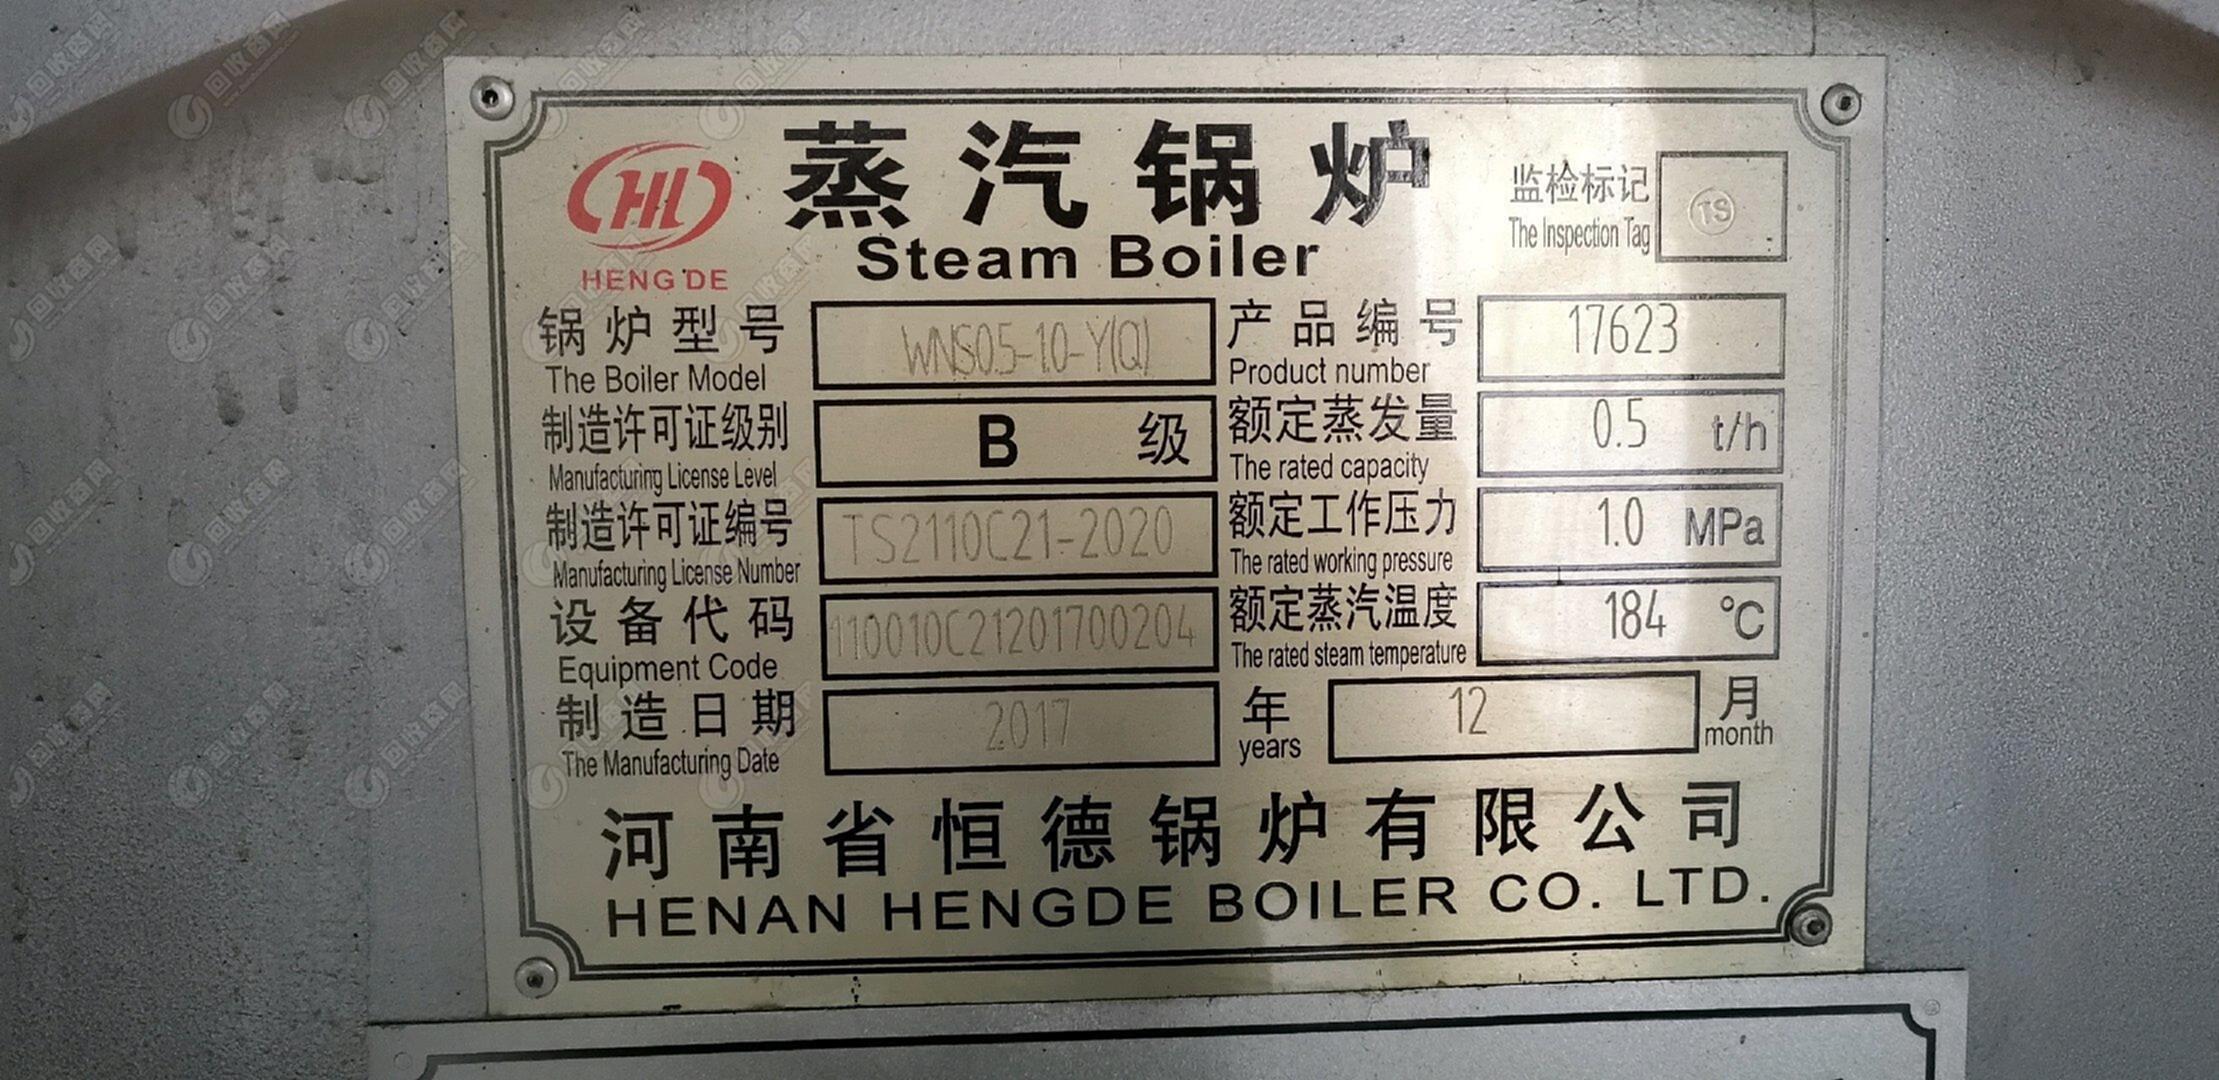 蒸汽锅炉
Steam Boiler
HENG DE
监检标记
The Inspection Tag
TS
锅炉型号 WNS0.5-1.0-Y(Q) 产品编号 17623
The Boiler Model Product number
制造许可证级别 B 级 额定蒸发量 0.5 t/h
Manufacturing License Level The rated capacity
制造许可证编号 TS2110C21-2020 额定工作压力 1.0 MPa
Manufacturing License Number The rated working pressure
设备代码 110010C21201700204 额定蒸汽温度 184 °C
Equipment Code The rated steam temperature
制造日期 2017 年 12 月
The Manufacturing Date years month
河南省恒德锅炉有限公司
HENAN HENGDE BOILER CO. LTD.
回收商网